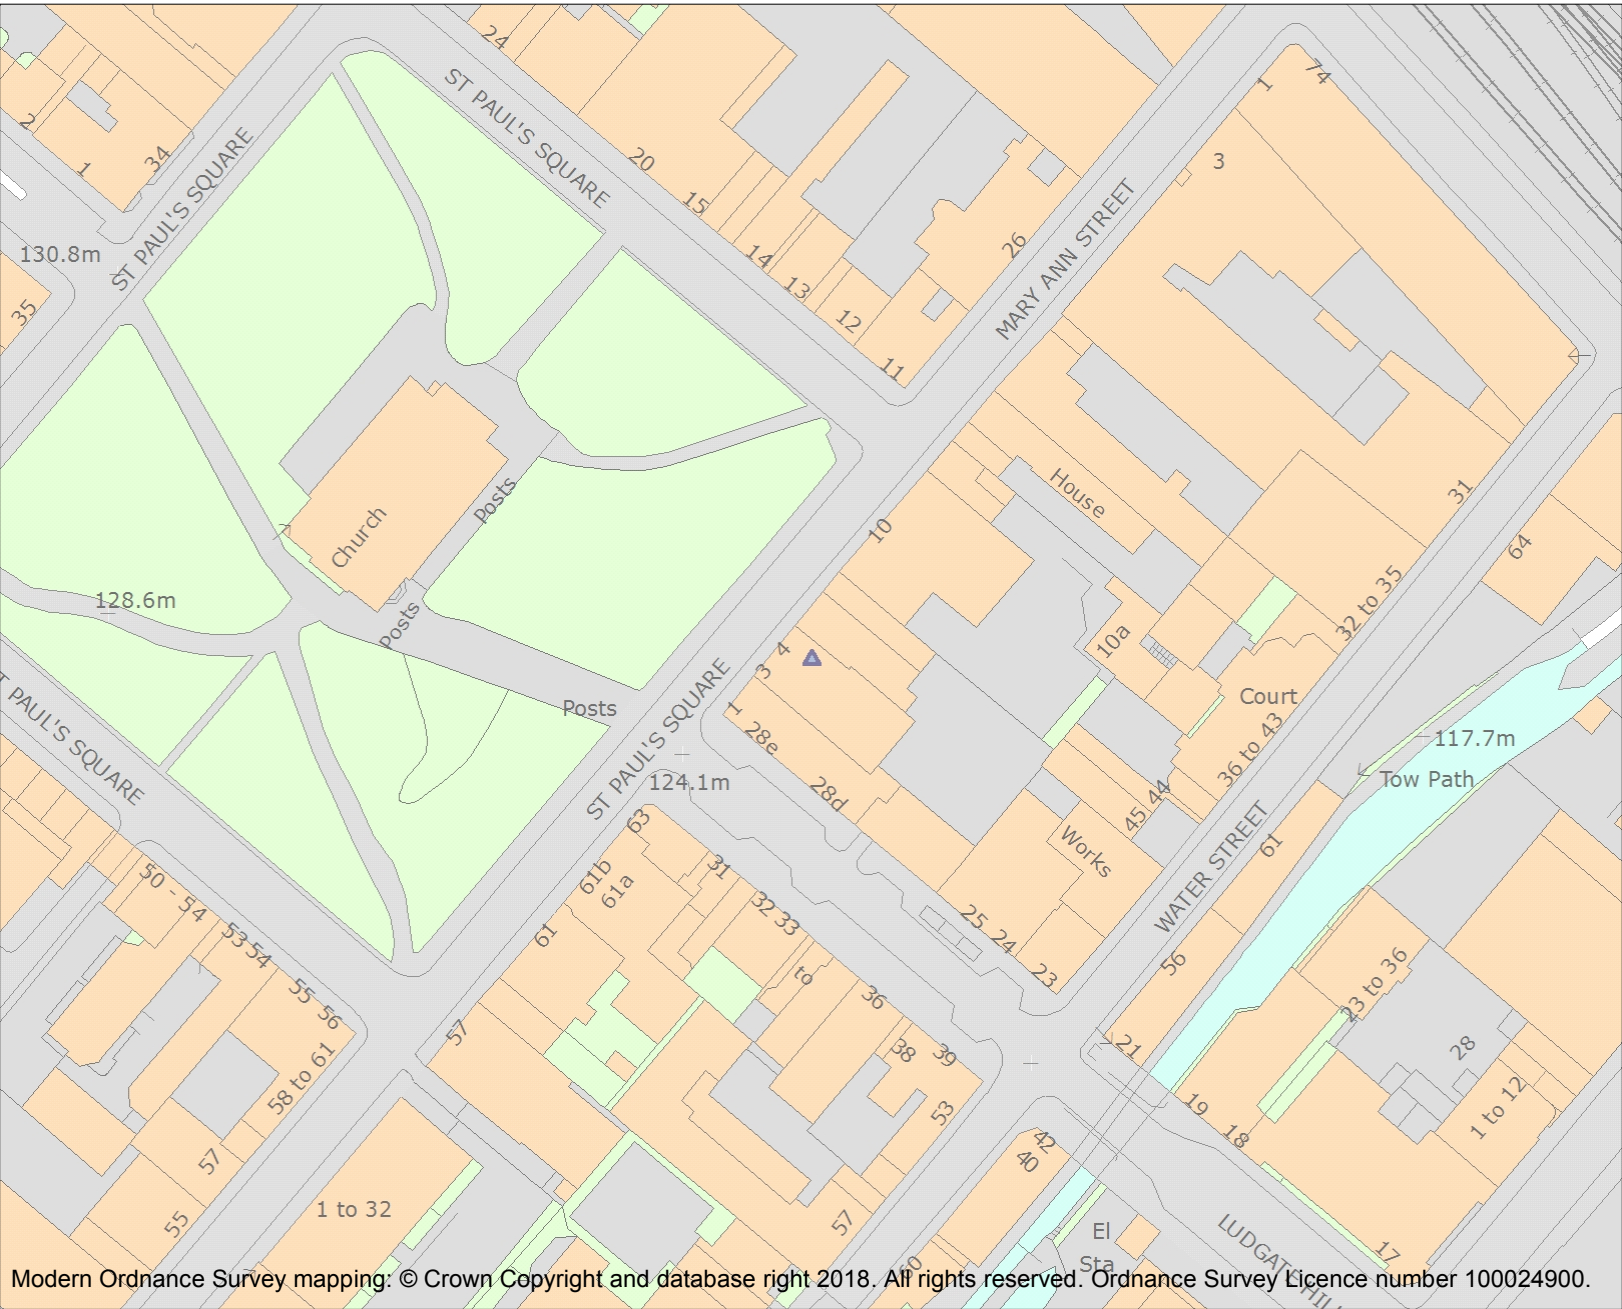 24
74
1
ST PAUL'S SQUARE
2
1
34
ST PAUL'S SQUARE
20
15
3
MARY ANN STREET
130.8m
35
14
13
12
11
26
Church
Posts
Posts
Posts
128.6m
House
10
31
64
32 to 35
10a
4
3
1
28e
28d
Court
36 to 43
117.7m
Tow Path
ST PAUL'S SQUARE
124.1m
ST PAUL'S SQUARE
63
61b
61a
61
31
32 33
to
36
38
39
53
57
45 44
Works
WATER STREET
61
56
25
24
23
50 - 54
53 54
55
56
58 to 61
57
55
57
1 to 32
23 to 36
28
1 to 12
21
19
18
17
42
40
60
El
Sta
LUDGATE HILL
Modern Ordnance Survey mapping: © Crown Copyright and database right 2018. All rights reserved. Ordnance Survey Licence number 100024900.